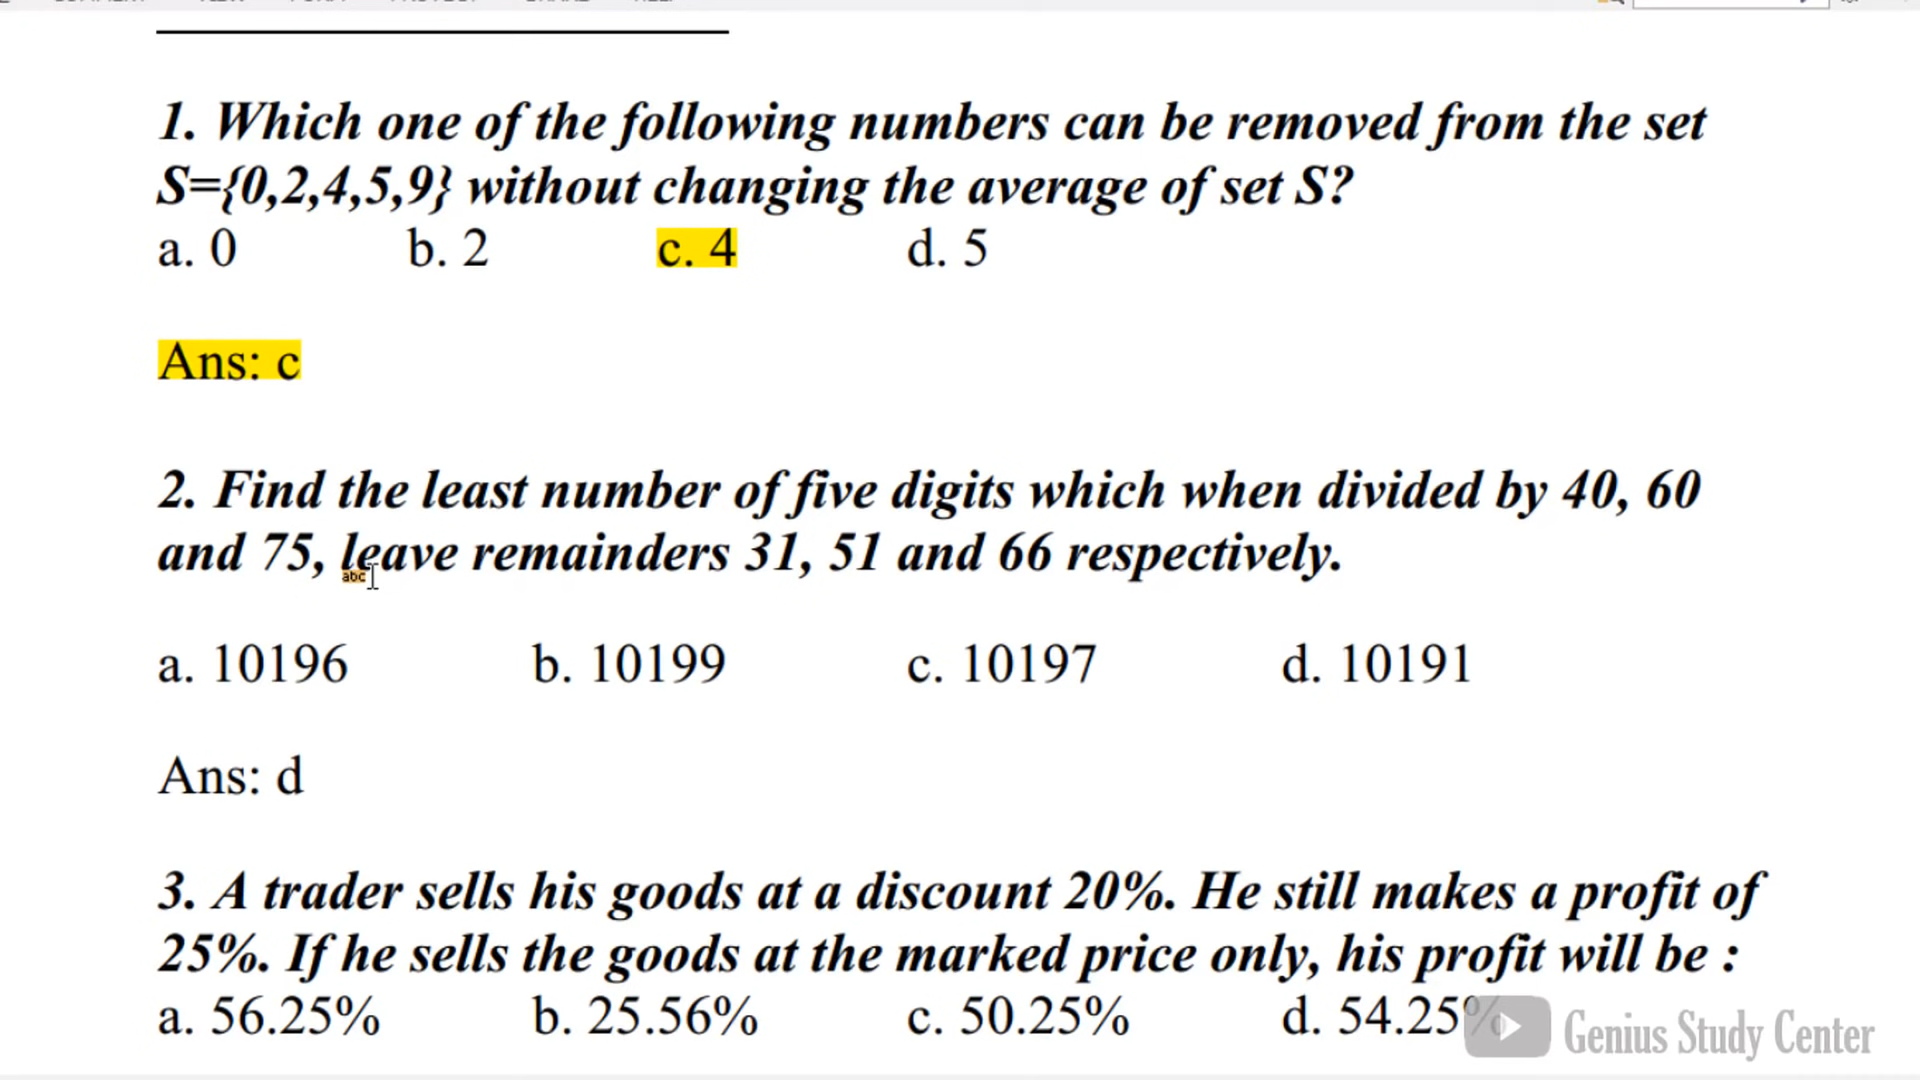 1. Which one of the following numbers can be removed from the set
S={0,2,4,5,9} without changing the average of set S?
a. 0 b. 2 c. 4 d. 5
Ans: c
2. Find the least number of five digits which when divided by 40, 60
and 75, leave remainders 31, 51 and 66 respectively.
abc
a. 10196 b. 10199 c. 10197 d. 10191
Ans: d
3. A trader sells his goods at a discount 20%. He still makes a profit of
25%. If he sells the goods at the marked price only, his profit will be :
a. 56.25% b. 25.56% c. 50.25% d. 54.25%
Genius Study Center